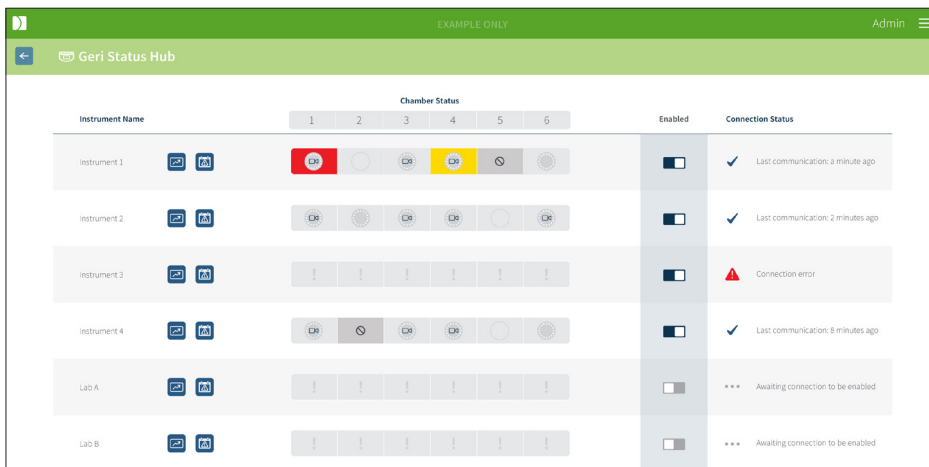 EXAMPLE ONLY
Admin
Geri Status Hub
Chamber Status
Instrument Name 1 2 3 4 5 6 Enabled Connection Status
Instrument 1 Last communication: a minute ago
Instrument 2 Last communication: 2 minutes ago
Instrument 3 ! ! ! ! ! ! Connection error
Instrument 4 Last communication: 8 minutes ago
Lab A ! ! ! ! ! ! Awaiting connection to be enabled
Lab B ! ! ! ! ! ! Awaiting connection to be enabled